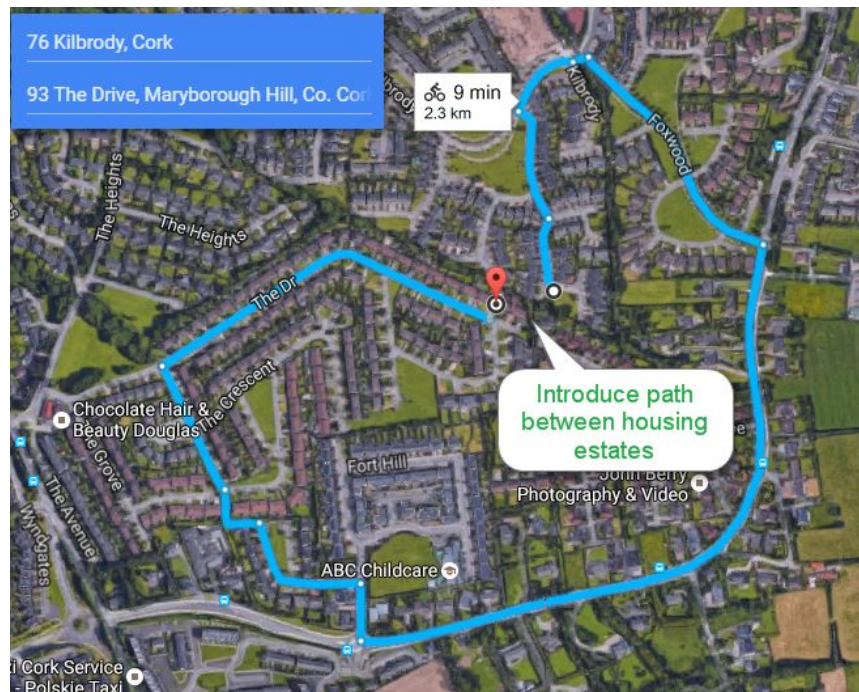 76 Kilbrody, Cork
93 The Drive, Maryborough Hill, Co. Cor
9 min
2.3 km
Kilbrody
Foxwood
The Heights
The Heights
The Dr
The Crescent
Chocolate Hair &
Beauty Douglas
The Grove
The Avenue
Wyndgates
Introduce path
between housing
estates
Fort Hill
John Berry
Photography & Video
ABC Childcare
i Cork Service
- Polskie Taxi